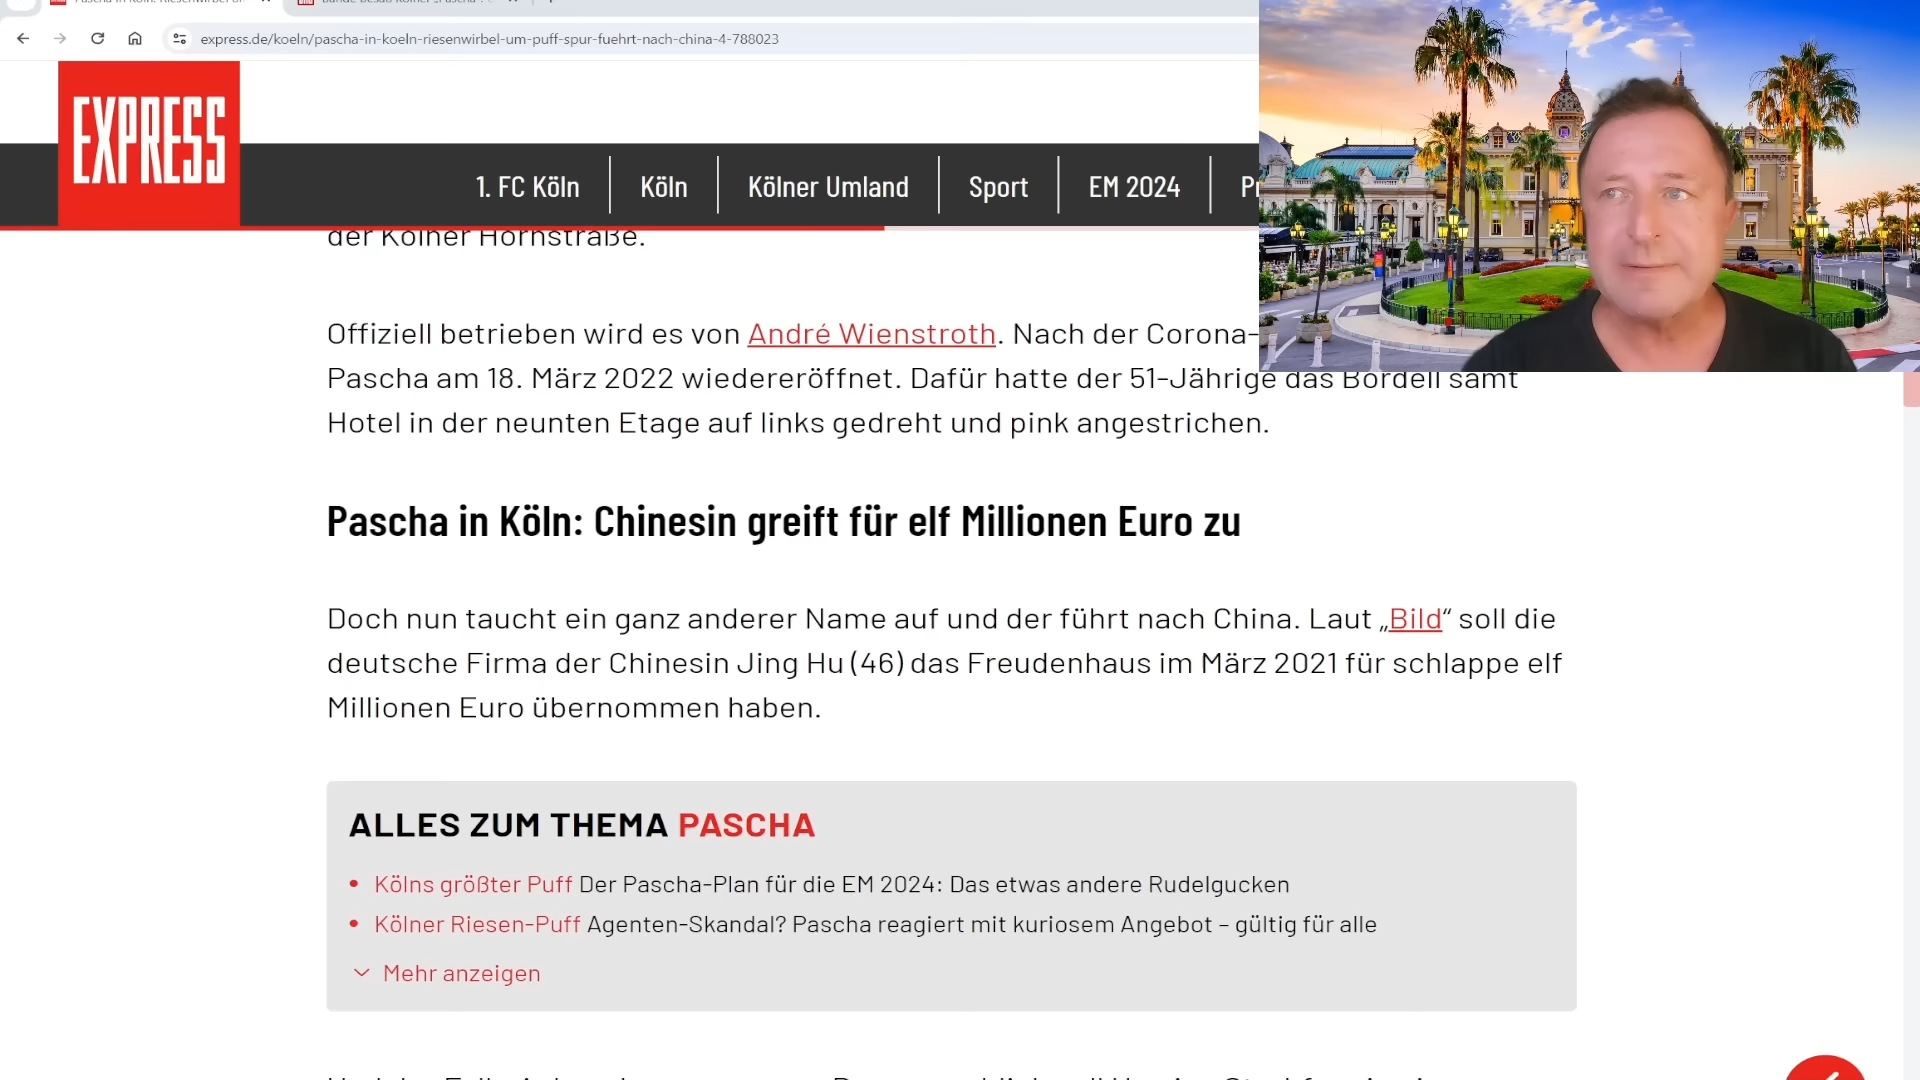 express.de/koeln/pascha-in-koeln-riesenwirbel-um-puff-spur-fuehrt-nach-china-4-788023
EXPRESS
1. FC Köln
Köln
Kölner Umland
Sport
EM 2024
der Kölner Hornstraße.
Offiziell betrieben wird es von André Wienstroth. Nach der Corona-
Pascha am 18. März 2022 wiedereröffnet. Dafür hatte der 51-Jährige das Bordell samt
Hotel in der neunten Etage auf links gedreht und pink angestrichen.
Pascha in Köln: Chinesin greift für elf Millionen Euro zu
Doch nun taucht ein ganz anderer Name auf und der führt nach China. Laut „Bild“ soll die
deutsche Firma der Chinesin Jing Hu (46) das Freudenhaus im März 2021 für schlappe elf
Millionen Euro übernommen haben.
ALLES ZUM THEMA PASCHA
• Kölns größter Puff Der Pascha-Plan für die EM 2024: Das etwas andere Rudelgucken
• Kölner Riesen-Puff Agenten-Skandal? Pascha reagiert mit kuriosem Angebot – gültig für alle
Mehr anzeigen